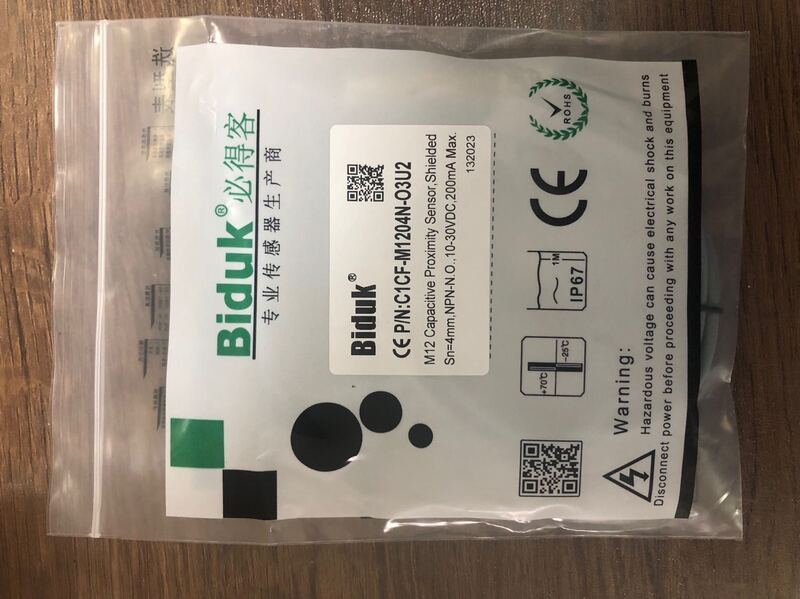 Biduk® 必得客
专业传感器生产商
Biduk®
CE P/N:C1CF-M1204N-O3U2
M12 Capacitive Proximity Sensor,Shielded
Sn=4mm,NPN-N.O.,10-30VDC,200mA Max.
132023
ROHS
CE
1M
IP67
-25℃
+70℃
Warning:
Hazardous voltage can cause electrical shock and burns
Disconnect power before proceeding with any work on this equipment